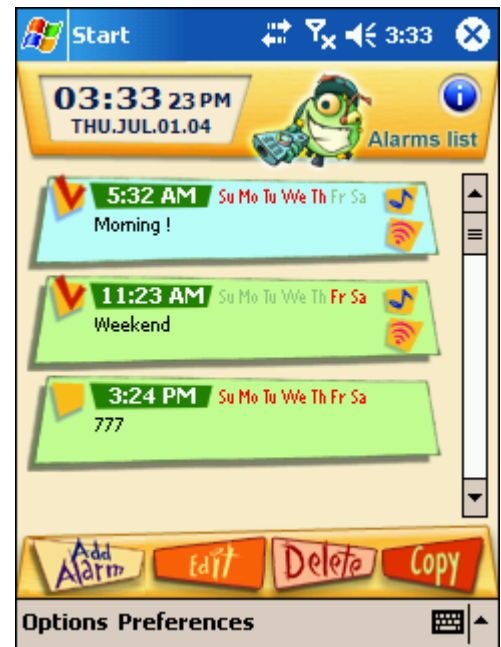 Start 3:33
03:33 23 PM
THU.JUL.01.04
Alarms list
5:32 AM Su Mo Tu We Th Fr Sa
Morning !
11:23 AM Su Mo Tu We Th Fr Sa
Weekend
3:24 PM Su Mo Tu We Th Fr Sa
777
Add Alarm Edit Delete Copy
Options Preferences